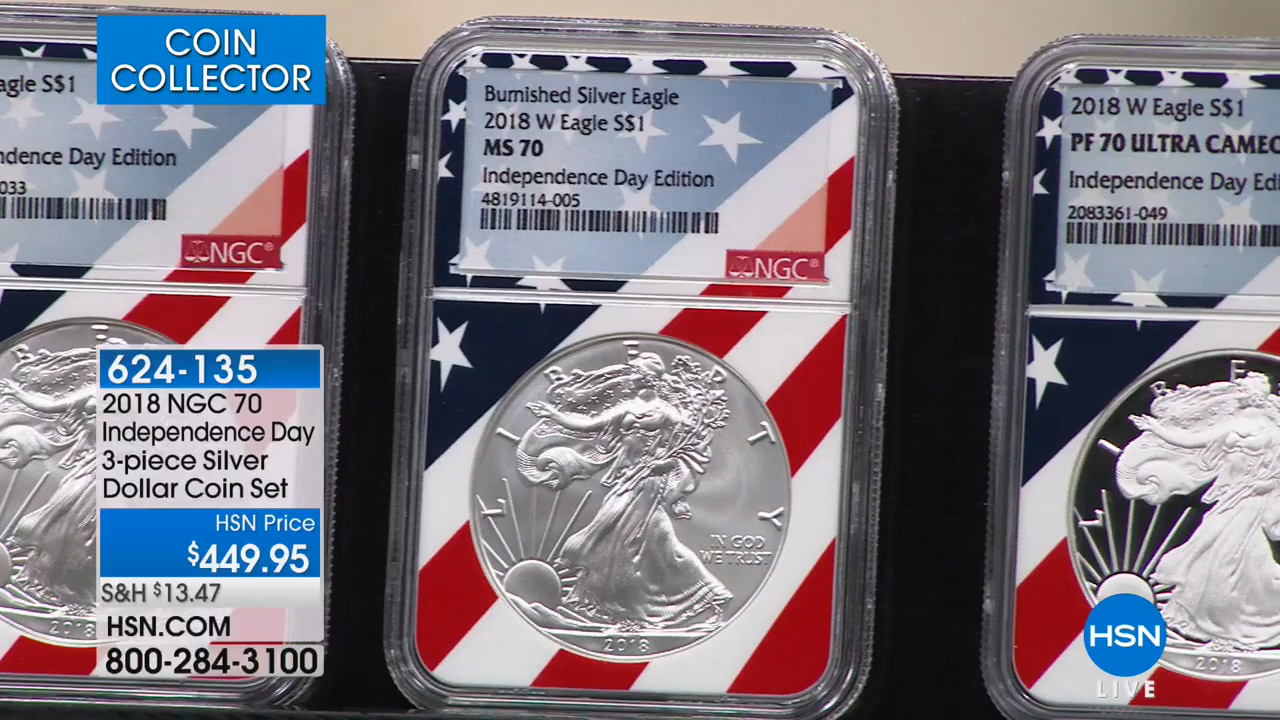 COIN
COLLECTOR
Eagle S$1
Independence Day Edition
033
NGC®
2018
Burnished Silver Eagle
2018 W Eagle S$1
MS 70
Independence Day Edition
4819114-005
NGC®
LIBERTY
IN GOD
WE TRUST
2018
2018 W Eagle S$1
PF 70 ULTRA CAMEO
Independence Day Edi
2083361-049
2018
624-135
2018 NGC 70
Independence Day
3-piece Silver
Dollar Coin Set
HSN Price
$449.95
S&H $13.47
HSN.COM
800-284-3100
HSN
LIVE